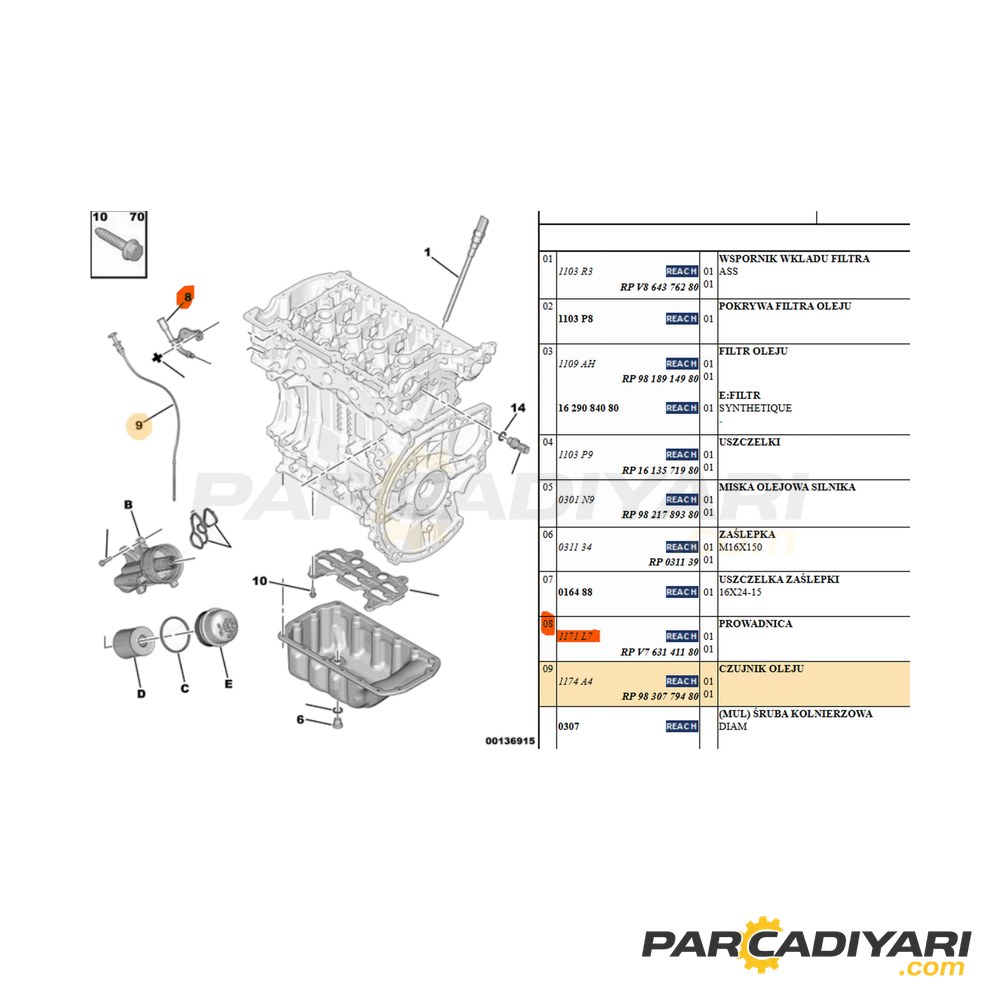 10 70
1
8
9
14
B
10
D
C
E
6
00136915
01 WSPORNIK WKLADU FILTRA
1103 R3 REACH 01 ASS
RP V8 643 762 80 01
02 POKRYWA FILTRA OLEJU
1103 P8 REACH 01
03 FILTR OLEJU
1109 AH REACH 01
RP 98 189 149 80 01
E:FILTR
16 290 840 80 REACH 01 SYNTHETIQUE
-
04 USZCZELKI
1103 P9 REACH 01
RP 16 135 719 80 01
05 MISKA OLEJOWA SILNIKA
0301 N9 REACH 01
RP 98 217 893 80 01
06 ZAŚLEPKA
0311 34 REACH 01 M16X150
RP 0311 39 01
07 USZCZELKA ZAŚLEPKI
0164 88 REACH 01 16X24-15
08 PROWADNICA
1171 L7 REACH 01
RP V7 631 411 80 01
09 CZUJNIK OLEJU
1174 A4 REACH 01
RP 98 307 794 80 01
(MUL) ŚRUBA KOLNIERZOWA
0307 REACH DIAM
PARCADIYARI
.com
PARCADIYARI
.com